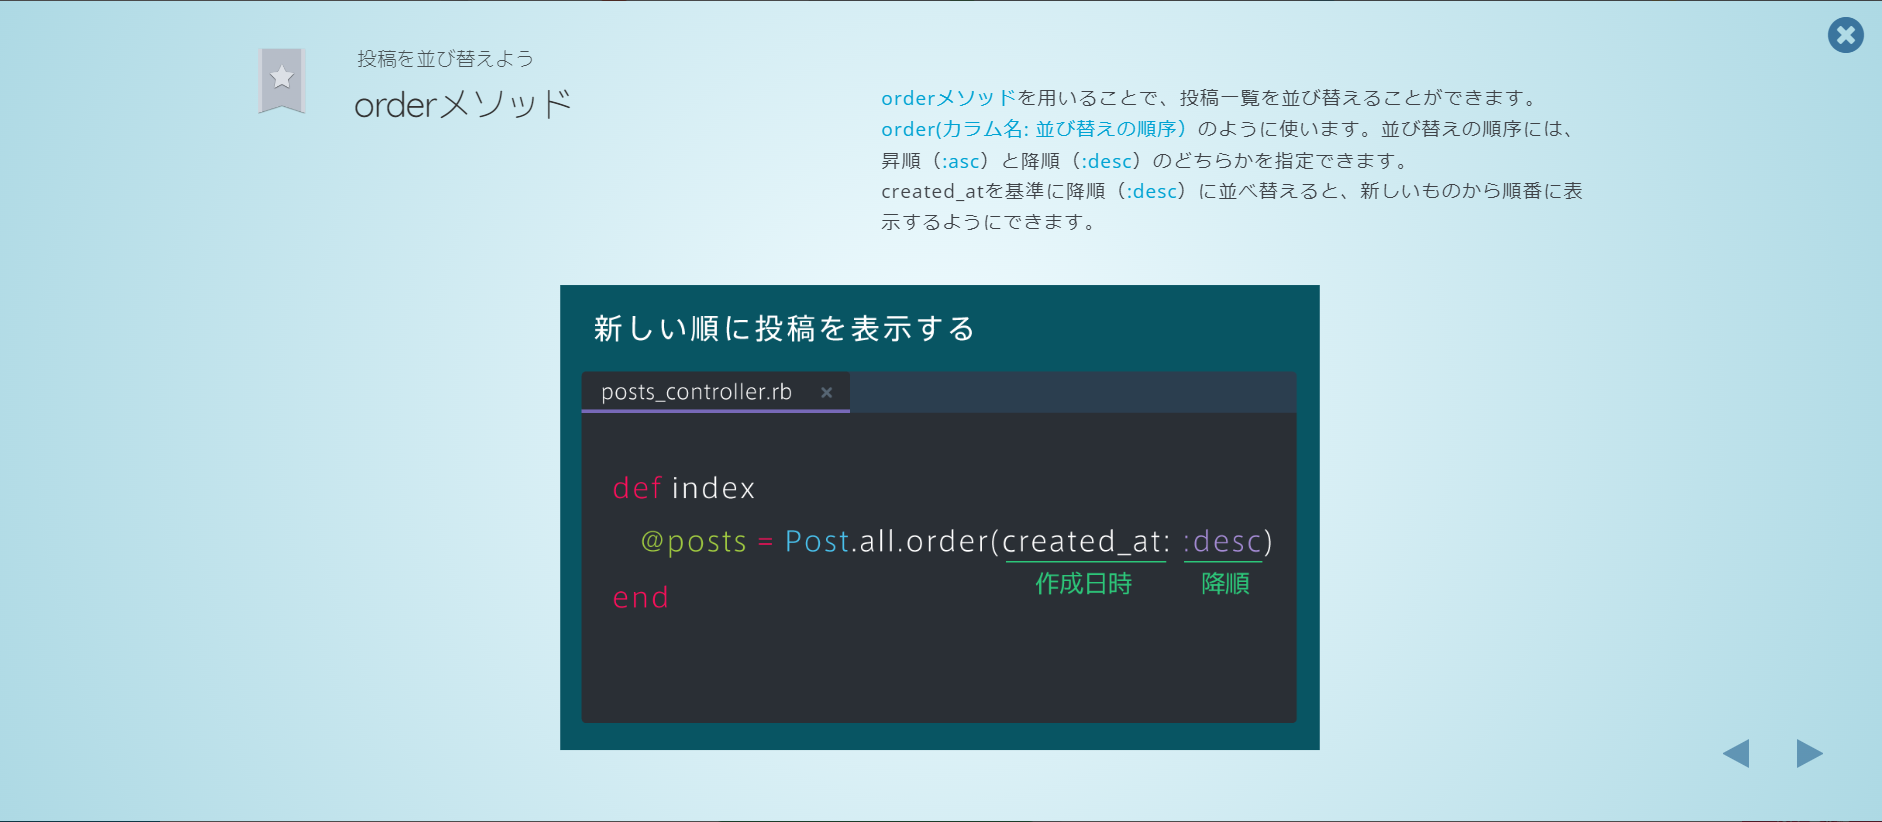 投稿を並び替えよう
orderメソッド
orderメソッドを用いることで、投稿一覧を並び替えることができます。
order(カラム名: 並び替えの順序）のように使います。並び替えの順序には、
昇順（:asc）と降順（:desc）のどちらかを指定できます。
created_atを基準に降順（:desc）に並べ替えると、新しいものから順番に表
示するようにできます。
新しい順に投稿を表示する
posts_controller.rb ×
def index
@posts = Post.all.order(created_at: :desc)
作成日時 降順
end